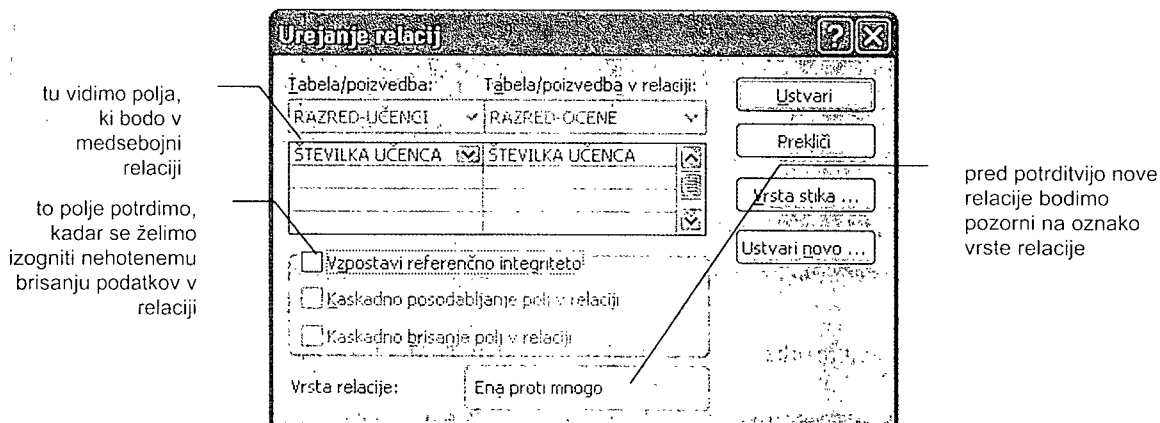 Urejanje relacij
Tabela/poizvedba: Tabela/poizvedba v relaciji:
RAZRED-UČENCI RAZRED-OCENE
ŠTEVILKA UČENCA ŠTEVILKA UČENCA
Vzpostavi referenčno integriteto
Kaskadno posodabljanje polj v relaciji
Kaskadno brisanje polj v relaciji
Vrsta relacije: Ena proti mnogo
Ustvari
Prekliči
Vrsta stika ...
Ustvari novo ...
tu vidimo polja,
ki bodo v
medsebojni
relaciji
to polje potrdimo,
kadar se želimo
izogniti nehotenemu
brisanju podatkov v
relaciji
pred potrditvijo nove
relacije bodimo
pozorni na oznako
vrste relacije